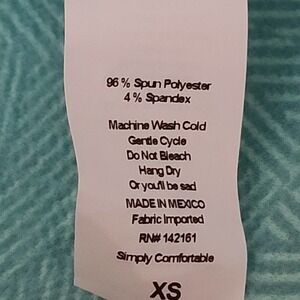 96 % Spun Polyester
4 % Spandex
Machine Wash Cold
Gentle Cycle
Do Not Bleach
Hang Dry
Or you'll be sad
MADE IN MEXICO
Fabric Imported
RN# 142161
Simply Comfortable
XS